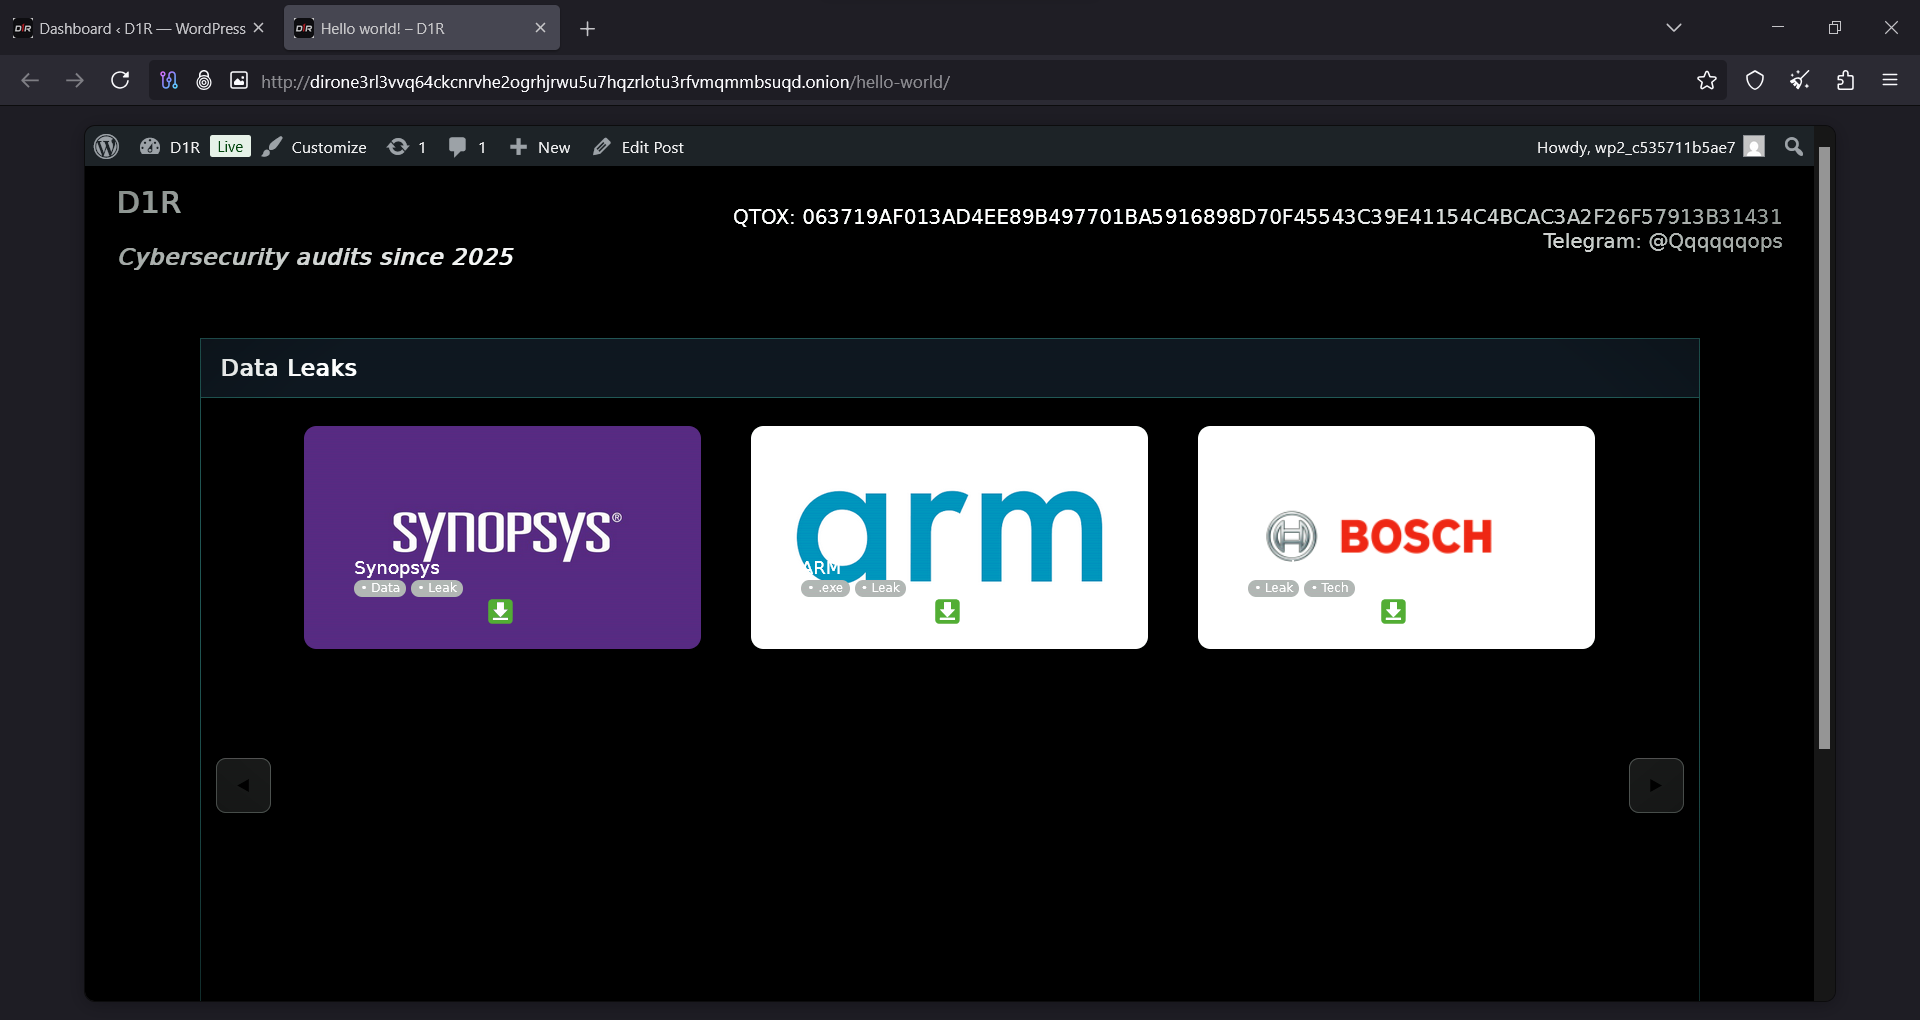 Dashboard ‹ D1R — WordPress
Hello world! – D1R
http://dirone3rl3vvq64ckcnrvhe2ogrhjrwu5u7hqzrlotu3rfvmqmmbsuqd.onion/hello-world/
D1R Live Customize 1 1 New Edit Post
Howdy, wp2_c535711b5ae7
D1R
QTOX: 063719AF013AD4EE89B497701BA5916898D70F45543C39E41154C4BCAC3A2F26F57913B31431
Telegram: @Qqqqqqops
Cybersecurity audits since 2025
Data Leaks
SYNOPSYS®
Synopsys
• Data • Leak
arm
ARM
• .exe • Leak
BOSCH
• Leak • Tech